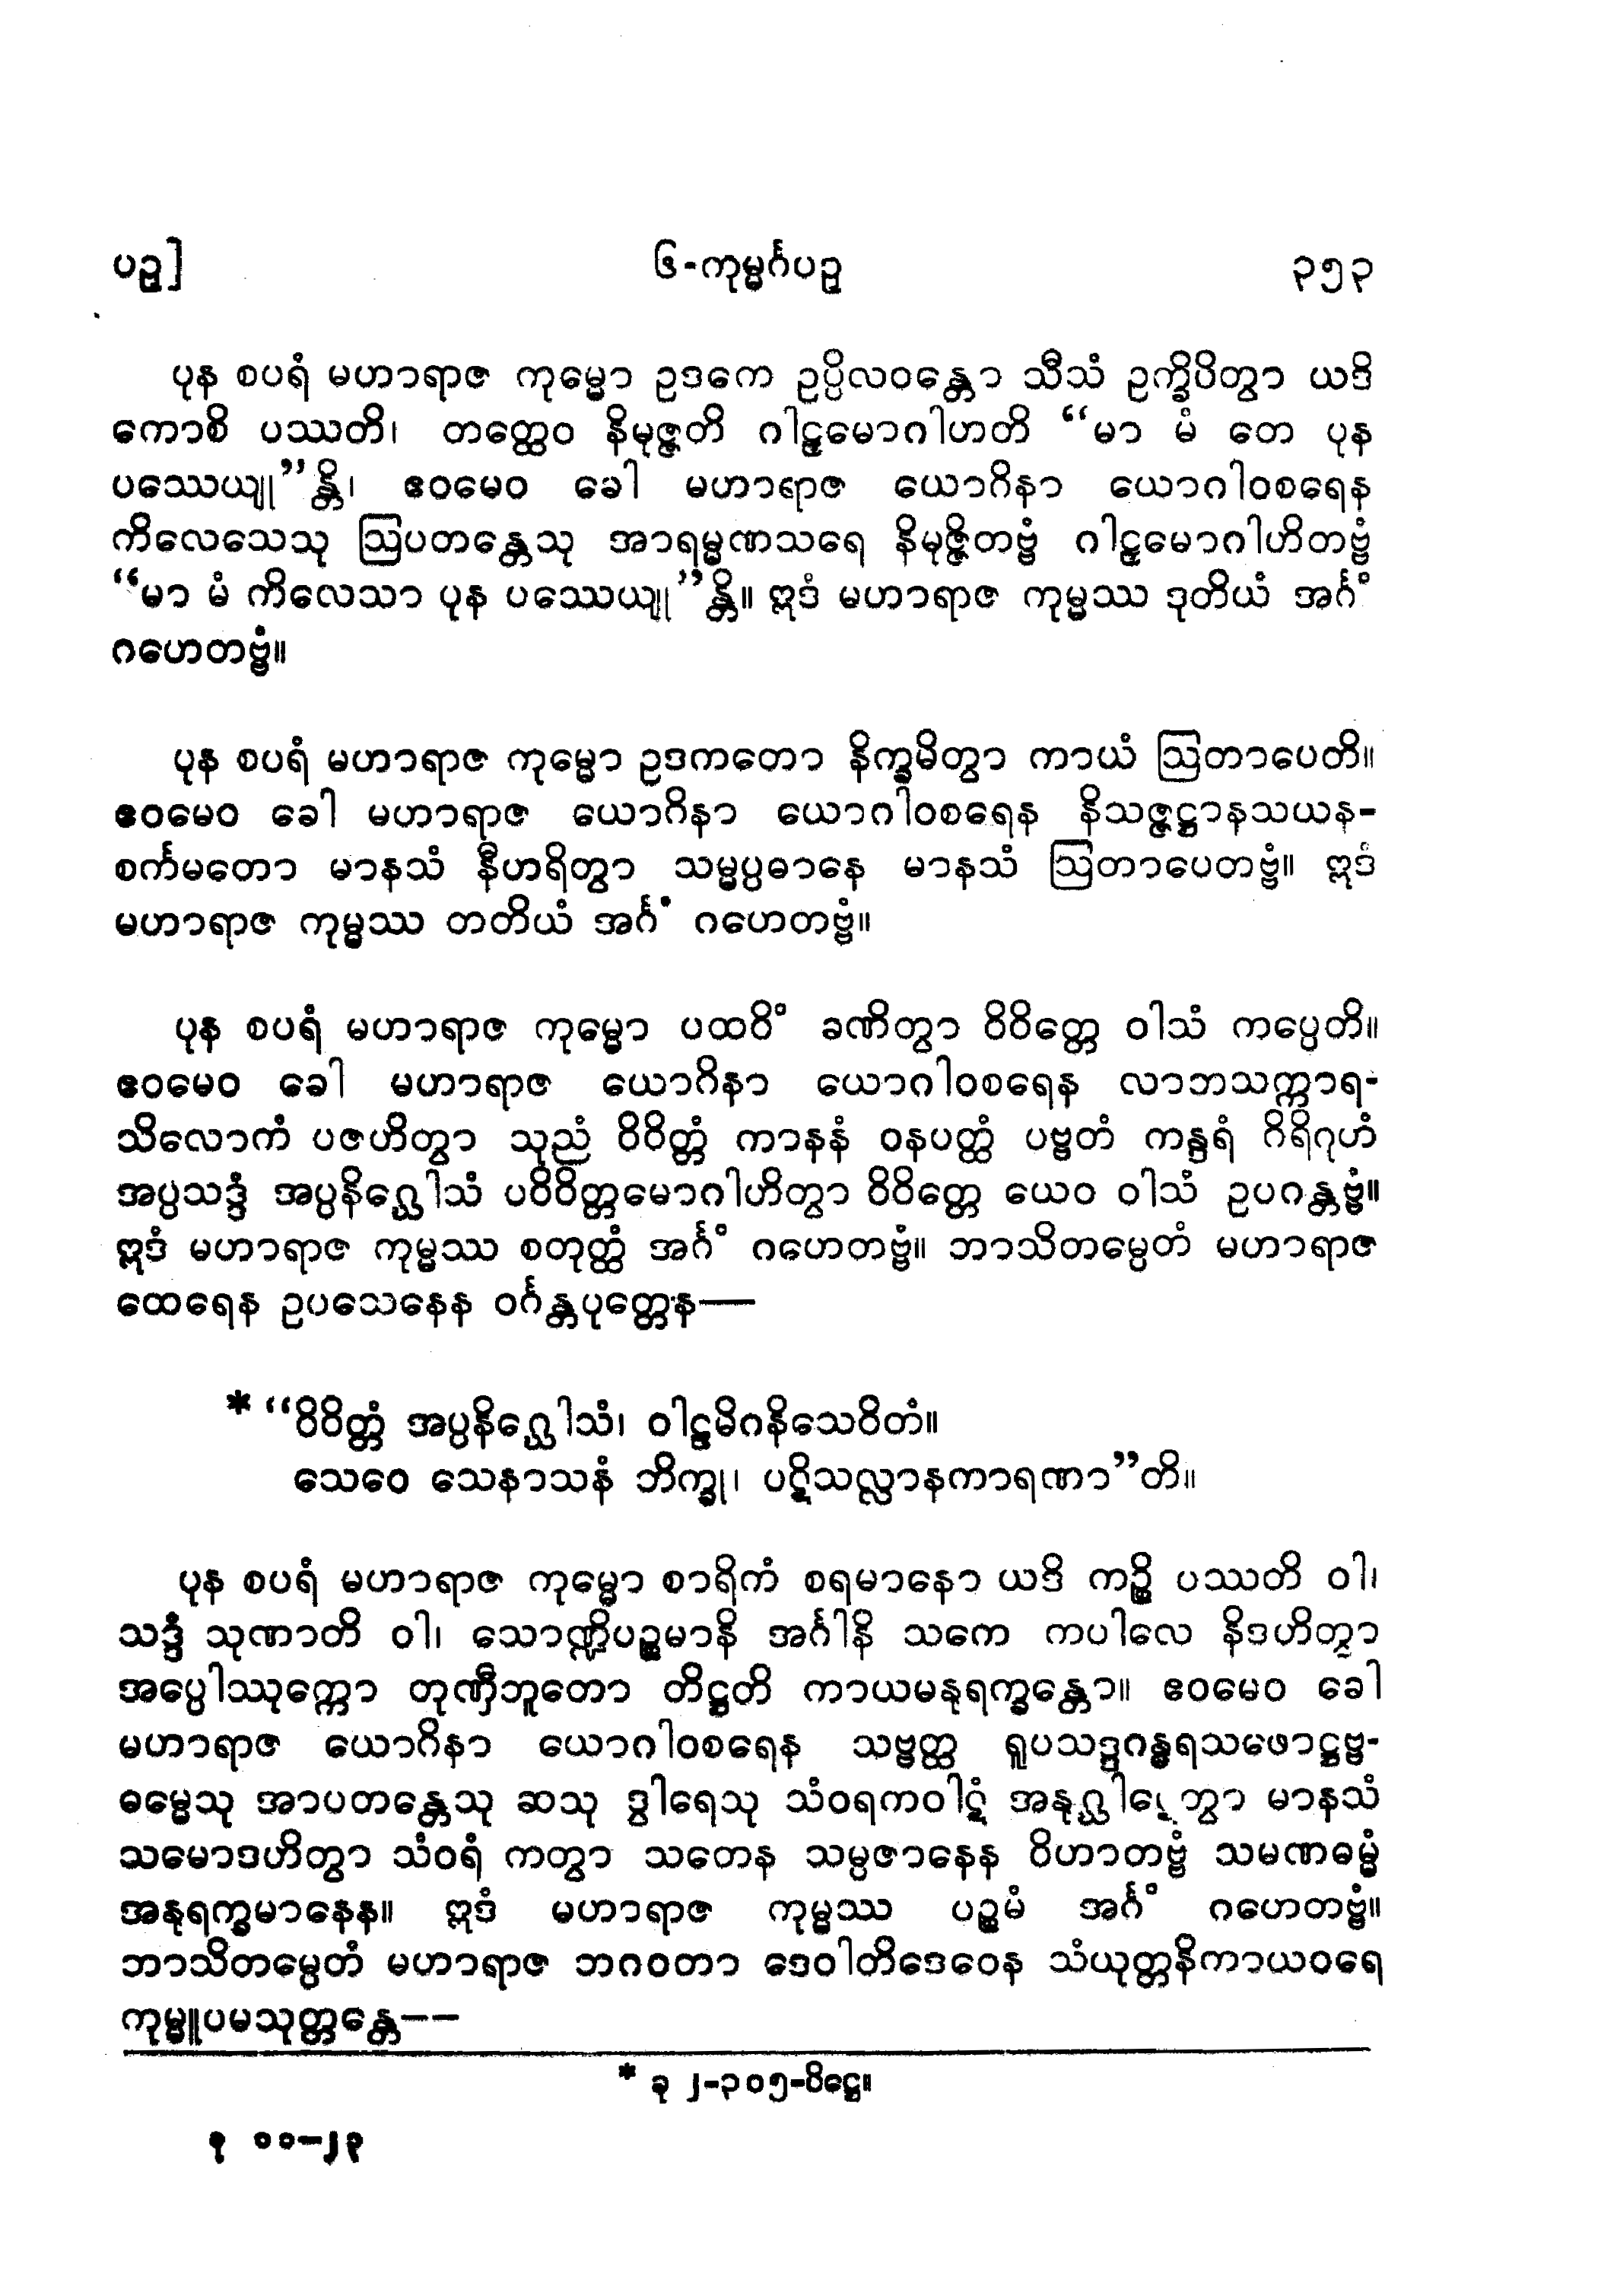 ပဥှ]
၆-ကုမ္မင်္ဂပဥှ
၃၅၃
ပုန စပရံ မဟာရာဇ ကုမ္မော ဥဒကေ ဥပ္ပိလဝန္တော သီသံ ဥက္ခိပိတွာ ယဒိ
ကောစိ ပဿတိ၊ တတ္ထေဝ နိမုဇ္ဇတိ ဂါဠှမောဂါဟတိ “မာ မံ တေ ပုန
ပဿေယျု”န္တိ၊ ဧဝမေဝ ခေါ မဟာရာဇ ယောဂိနာ ယောဂါဝစရေန
ကိလေသေသု ဩပတန္တေသု အာရမ္မဏသရေ နိမုဇ္ဇိတဗ္ဗံ ဂါဠှမောဂါဟိတဗ္ဗံ
“မာ မံ ကိလေသာ ပုန ပဿေယျု”န္တိ။ ဣဒံ မဟာရာဇ ကုမ္မဿ ဒုတိယံ အင်္ဂံ
ဂဟေတဗ္ဗံ။
ပုန စပရံ မဟာရာဇ ကုမ္မော ဥဒကတော နိက္ခမိတွာ ကာယံ ဩတာပေတိ။
ဧဝမေဝ ခေါ မဟာရာဇ ယောဂိနာ ယောဂါဝစရေန နိသဇ္ဇဋ္ဌာနသယန-
စင်္ကမတော မာနသံ နီဟရိတွာ သမ္မပ္ပဓာနေ မာနသံ ဩတာပေတဗ္ဗံ။ ဣဒံ
မဟာရာဇ ကုမ္မဿ တတိယံ အင်္ဂံ ဂဟေတဗ္ဗံ။
ပုန စပရံ မဟာရာဇ ကုမ္မော ပထဝိံ ခဏိတွာ ဝိဝိတ္တေ ဝါသံ ကပ္ပေတိ။
ဧဝမေဝ ခေါ မဟာရာဇ ယောဂိနာ ယောဂါဝစရေန လာဘသက္ကာရ-
သိလောကံ ပဇဟိတွာ သုညံ ဝိဝိတ္တံ ကာနနံ ဝနပတ္ထံ ပဗ္ဗတံ ကန္ဒရံ ဂိရိဂုဟံ
အပ္ပသဒ္ဒံ အပ္ပနိဂ္ဃေါသံ ပဝိဝိတ္တမောဂါဟိတွာ ဝိဝိတ္တေ ယေဝ ဝါသံ ဥပဂန္တဗ္ဗံ။
ဣဒံ မဟာရာဇ ကုမ္မဿ စတုတ္ထံ အင်္ဂံ ဂဟေတဗ္ဗံ။ ဘာသိတမ္ပေတံ မဟာရာဇ
ထေရေန ဥပသေနေန ဝင်္ဂန္တပုတ္တေန—
* “ဝိဝိတ္တံ အပ္ပနိဂ္ဃေါသံ၊ ဝါဠမိဂနိသေဝိတံ။
သေဝေ သေနာသနံ ဘိက္ခု၊ ပဋိသလ္လာနကာရဏာ”တိ။
ပုန စပရံ မဟာရာဇ ကုမ္မော စာရိကံ စရမာနော ယဒိ ကဉ္စိ ပဿတိ ဝါ၊
သဒ္ဒံ သုဏာတိ ဝါ၊ သောဏ္ဍိပဉ္စမာနိ အင်္ဂါနိ သကေ ကပါလေ နိဒဟိတွာ
အပ္ပေါဿုက္ကော တုဏှီဘူတော တိဋ္ဌတိ ကာယမနုရက္ခန္တော။ ဧဝမေဝ ခေါ
မဟာရာဇ ယောဂိနာ ယောဂါဝစရေန သဗ္ဗတ္ထ ရူပသဒ္ဒဂန္ဓရသဖောဋ္ဌဗ္ဗ-
ဓမ္မေသု အာပတန္တေသု ဆသု ဒွါရေသု သံဝရကဝါဋံ အနုဂ္ဃါဋေတွာ မာနသံ
သမောဒဟိတွာ သံဝရံ ကတွာ သတေန သမ္ပဇာနေန ဝိဟာတဗ္ဗံ သမဏဓမ္မံ
အနုရက္ခမာနေန။ ဣဒံ မဟာရာဇ ကုမ္မဿ ပဉ္စမံ အင်္ဂံ ဂဟေတဗ္ဗံ။
ဘာသိတမ္ပေတံ မဟာရာဇ ဘဂဝတာ ဒေဝါတိဒေဝေန သံယုတ္တနိကာယဝရေ
ကုမ္မူပမသုတ္တန္တေ——
* ခု ၂-၃၀၅-ပိဋ္ဌေ။
၀၀—၂၃